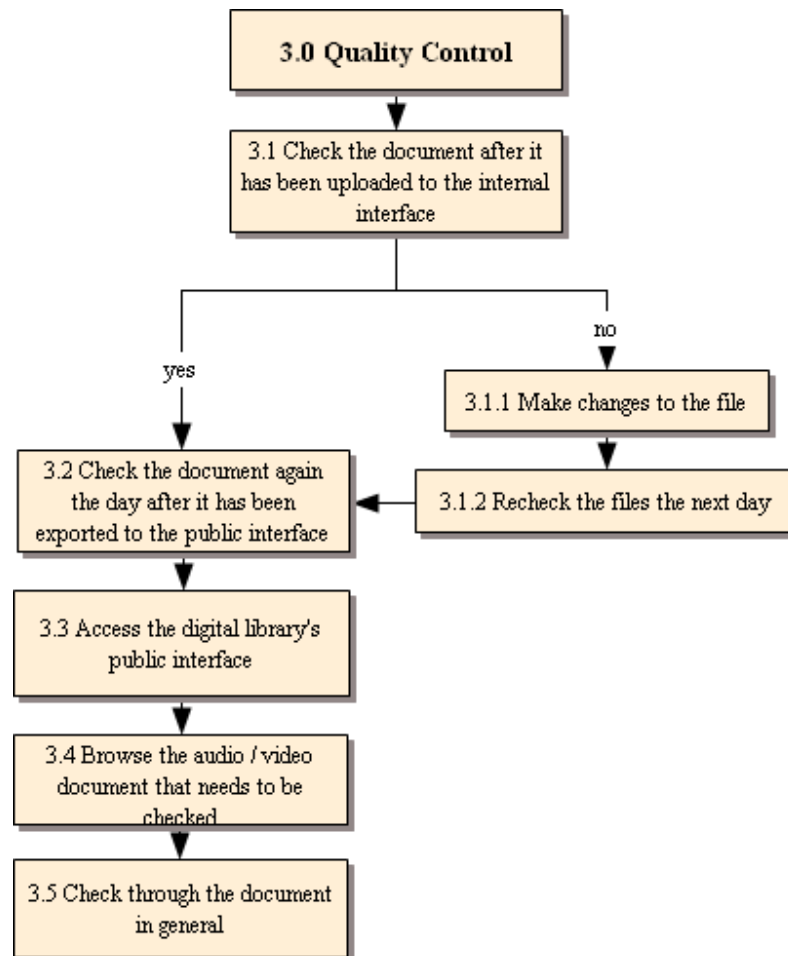 3.0 Quality Control
3.1 Check the document after it
has been uploaded to the internal
interface
no
yes
3.1.1 Make changes to the file
3.2 Check the document again
the day after it has been
exported to the public interface
3.1.2 Recheck the files the next day
3.3 Access the digital library's
public interface
3.4 Browse the audio / video
document that needs to be
checked
3.5 Check through the document
in general